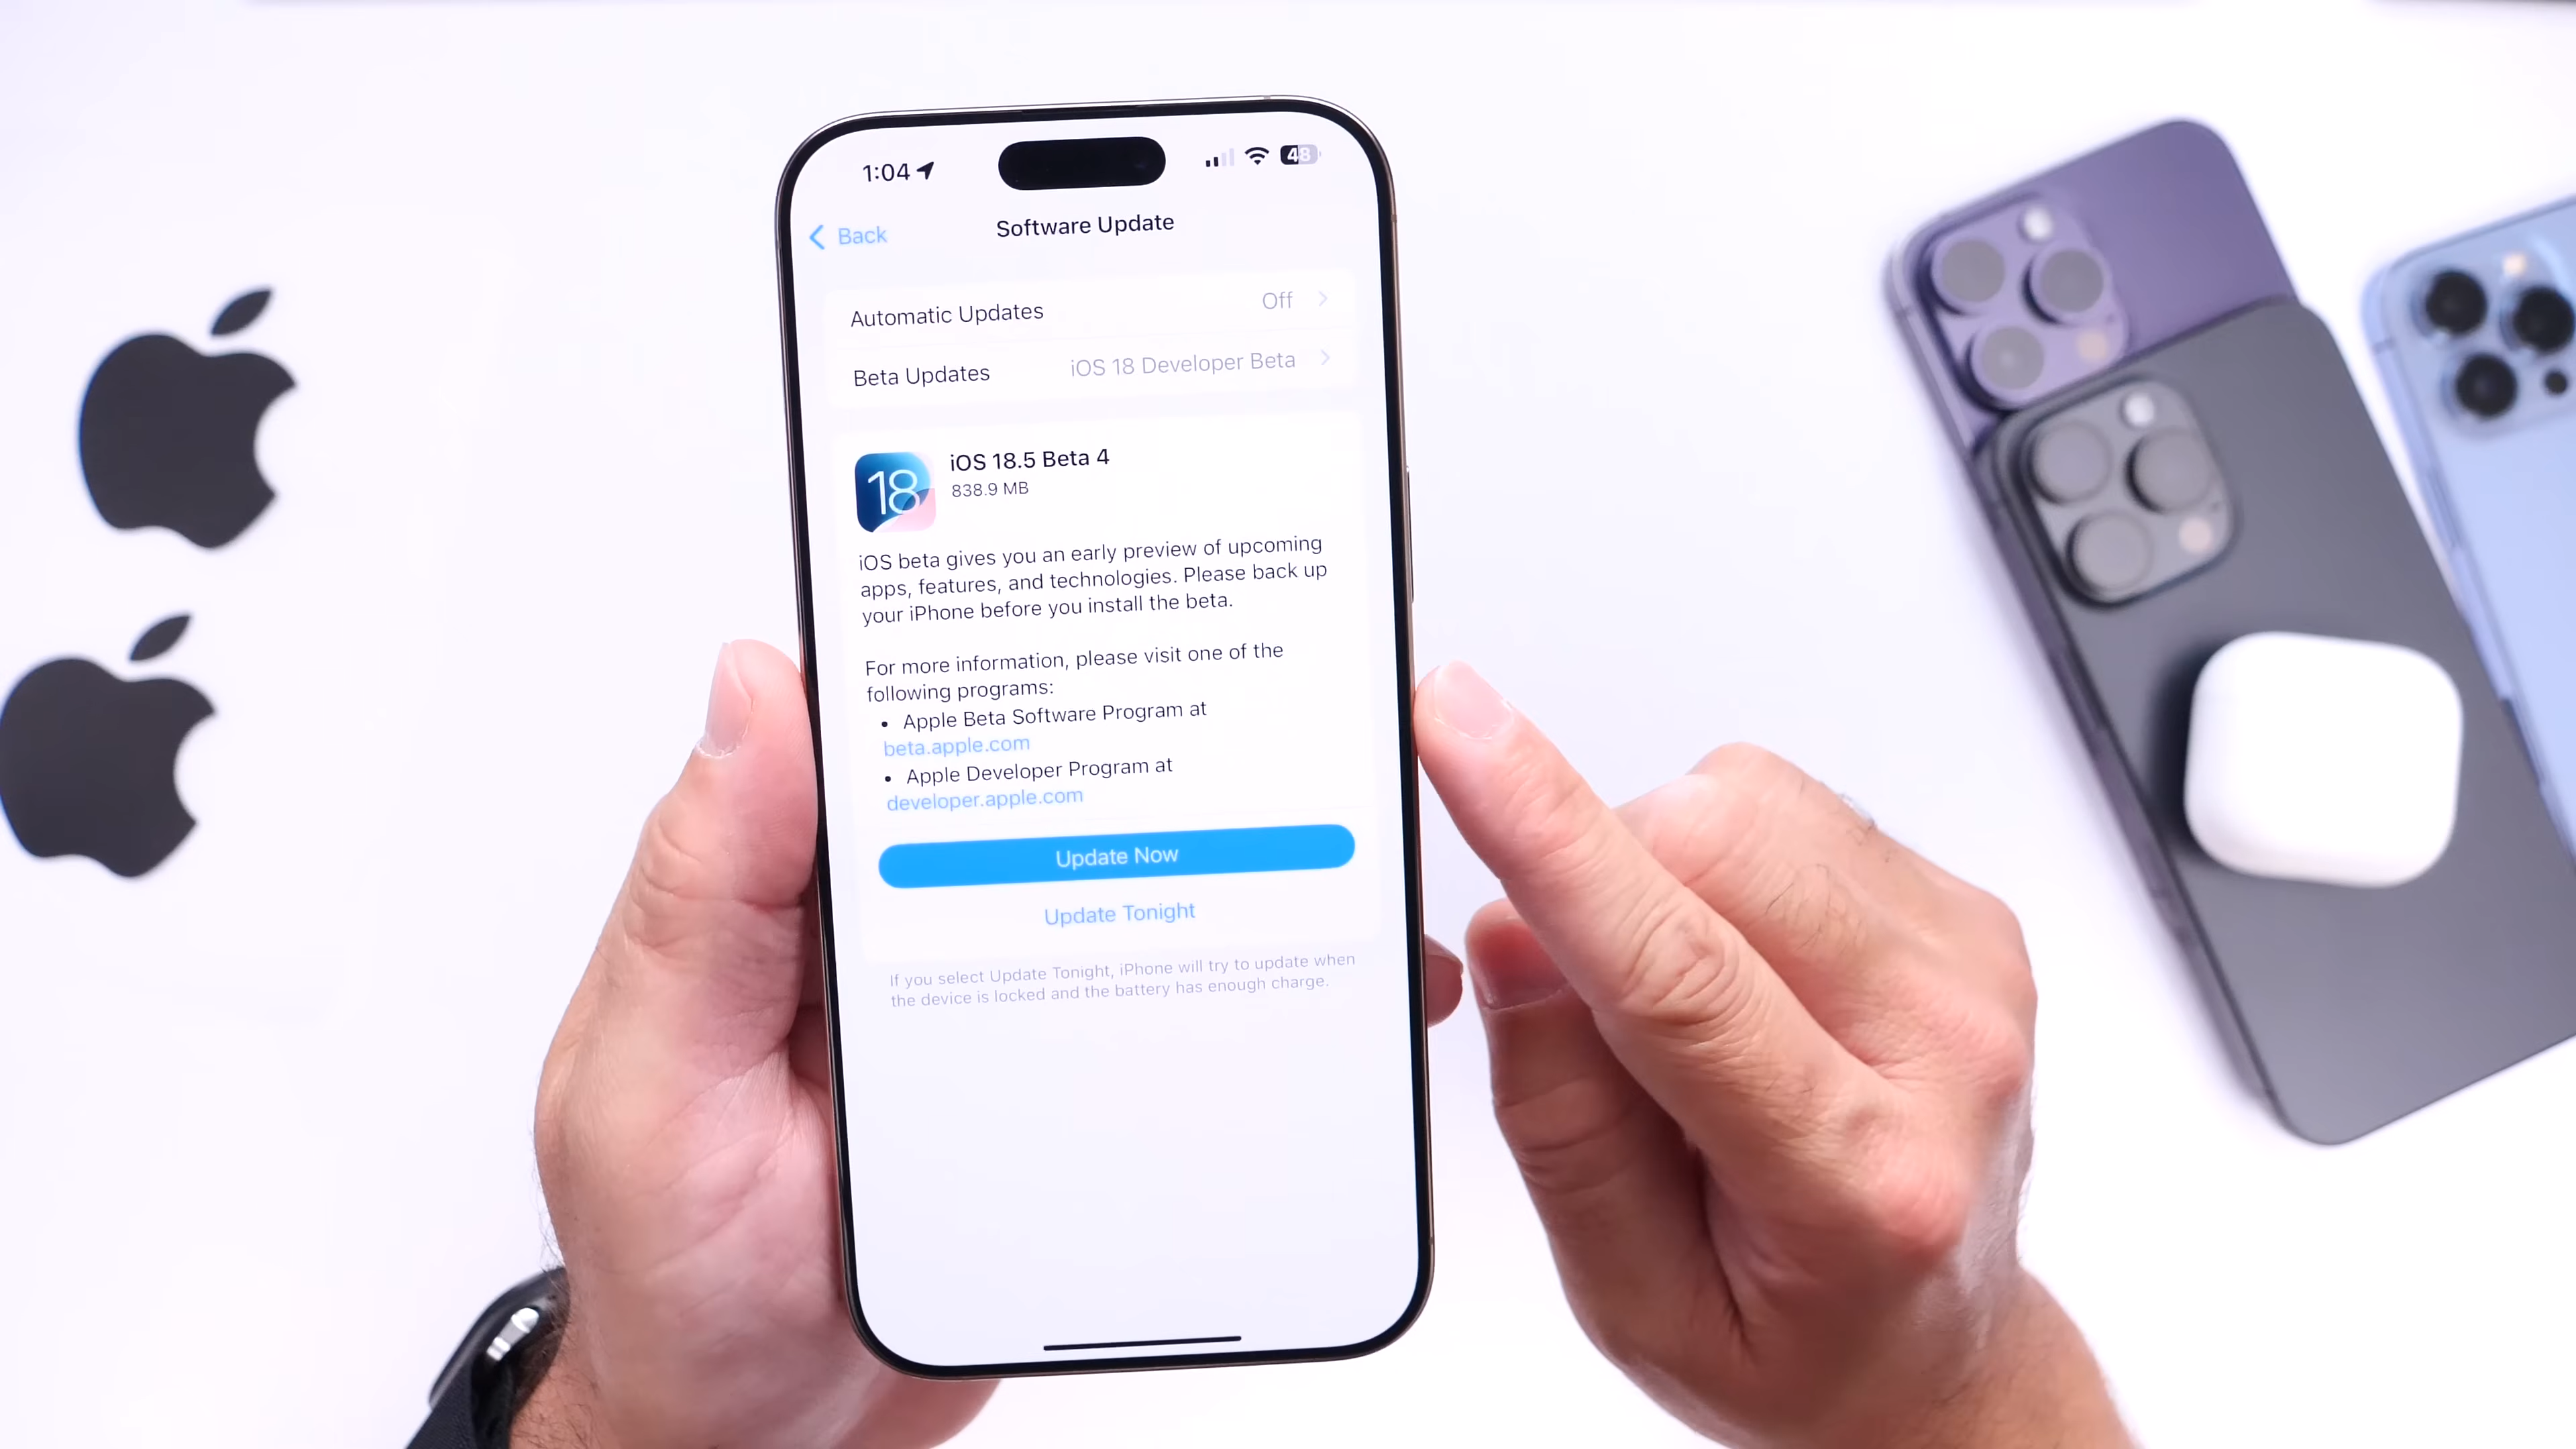 1:04
48
Back
Software Update
Automatic Updates Off
Beta Updates iOS 18 Developer Beta
18
iOS 18.5 Beta 4
838.9 MB
iOS beta gives you an early preview of upcoming
apps, features, and technologies. Please back up
your iPhone before you install the beta.
For more information, please visit one of the
following programs:
• Apple Beta Software Program at
beta.apple.com
• Apple Developer Program at
developer.apple.com
Update Now
Update Tonight
If you select Update Tonight, iPhone will try to update when
the device is locked and the battery has enough charge.